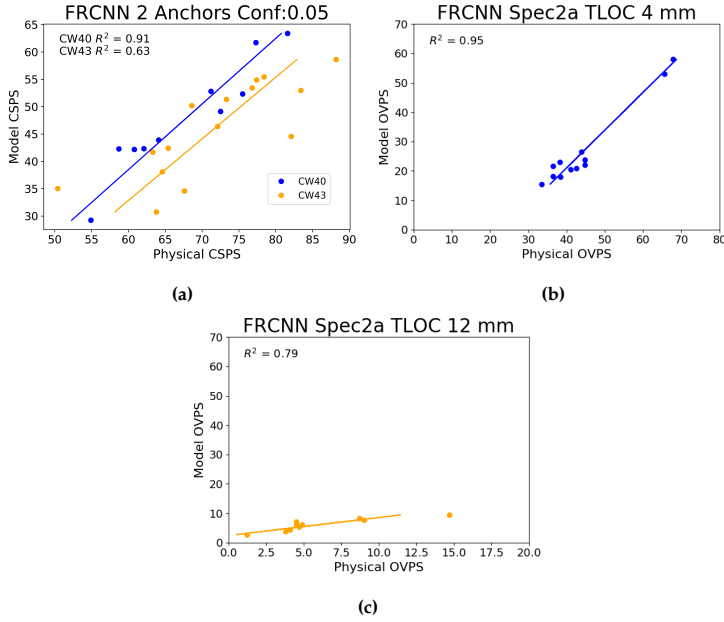 FRCNN 2 Anchors Conf:0.05
CW40 R² = 0.91
CW43 R² = 0.63
Model CSPS
65
60
55
50
45
40
35
30
CW40
CW43
50 55 60 65 70 75 80 85 90
Physical CSPS
(a)
FRCNN Spec2a TLOC 4 mm
R² = 0.95
Model OVPS
70
60
50
40
30
20
10
0
0 10 20 30 40 50 60 70 80
Physical OVPS
(b)
FRCNN Spec2a TLOC 12 mm
R² = 0.79
Model OVPS
70
60
50
40
30
20
10
0
0.0 2.5 5.0 7.5 10.0 12.5 15.0 17.5 20.0
Physical OVPS
(c)